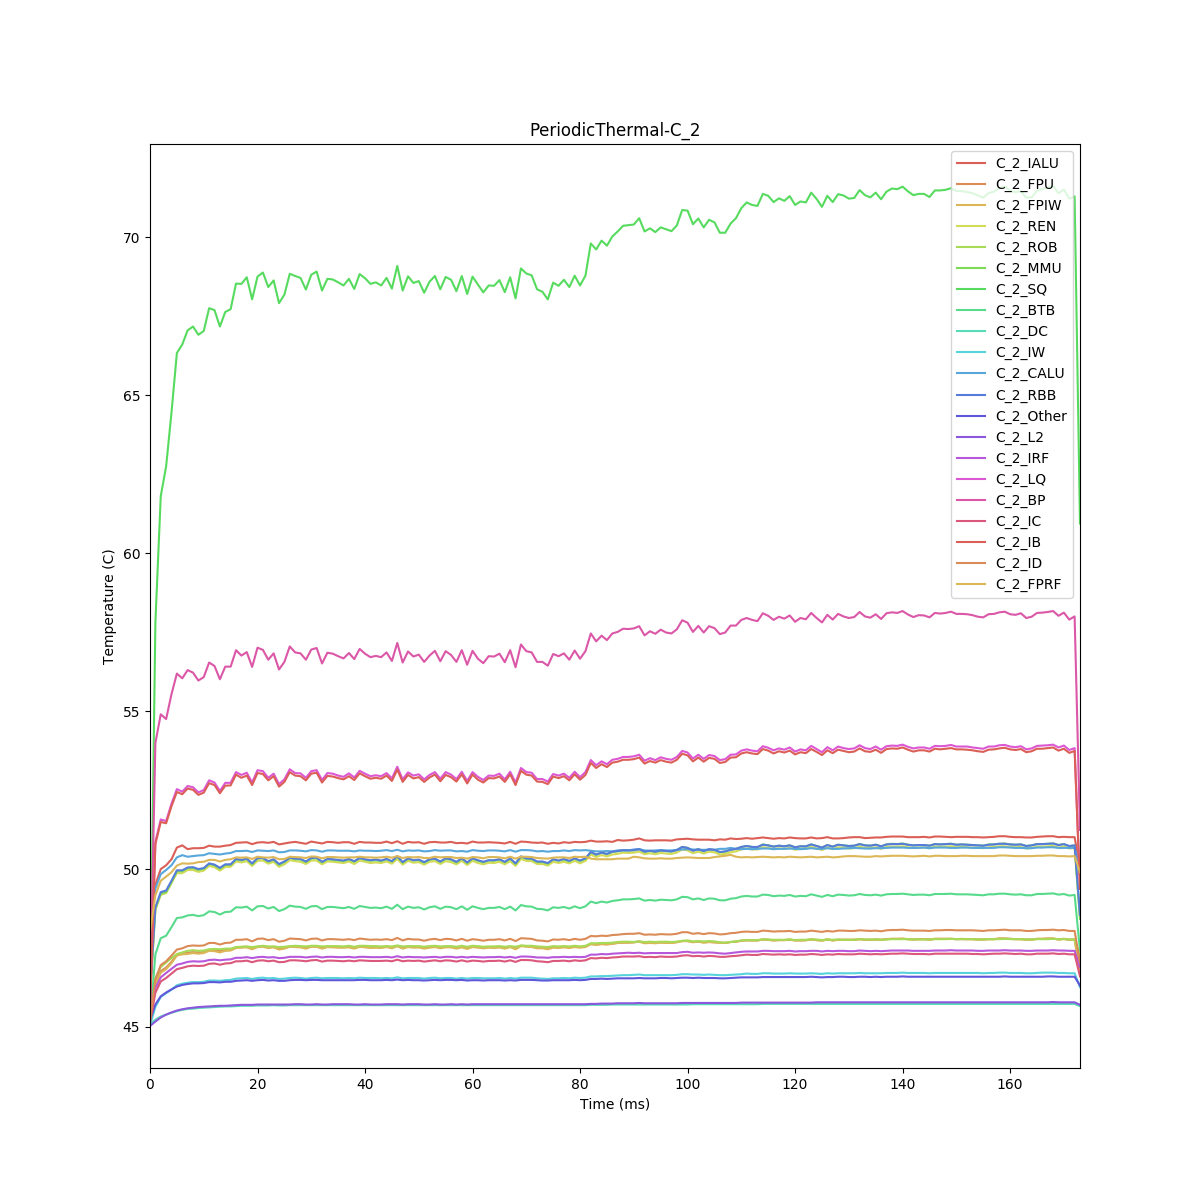 PeriodicThermal-C_2
C_2_IALU
C_2_FPU
C_2_FPIW
C_2_REN
C_2_ROB
C_2_MMU
C_2_SQ
C_2_BTB
C_2_DC
C_2_IW
C_2_CALU
C_2_RBB
C_2_Other
C_2_L2
C_2_IRF
C_2_LQ
C_2_BP
C_2_IC
C_2_IB
C_2_ID
C_2_FPRF
70
65
60
55
50
45
Temperature (C)
0 20 40 60 80 100 120 140 160
Time (ms)